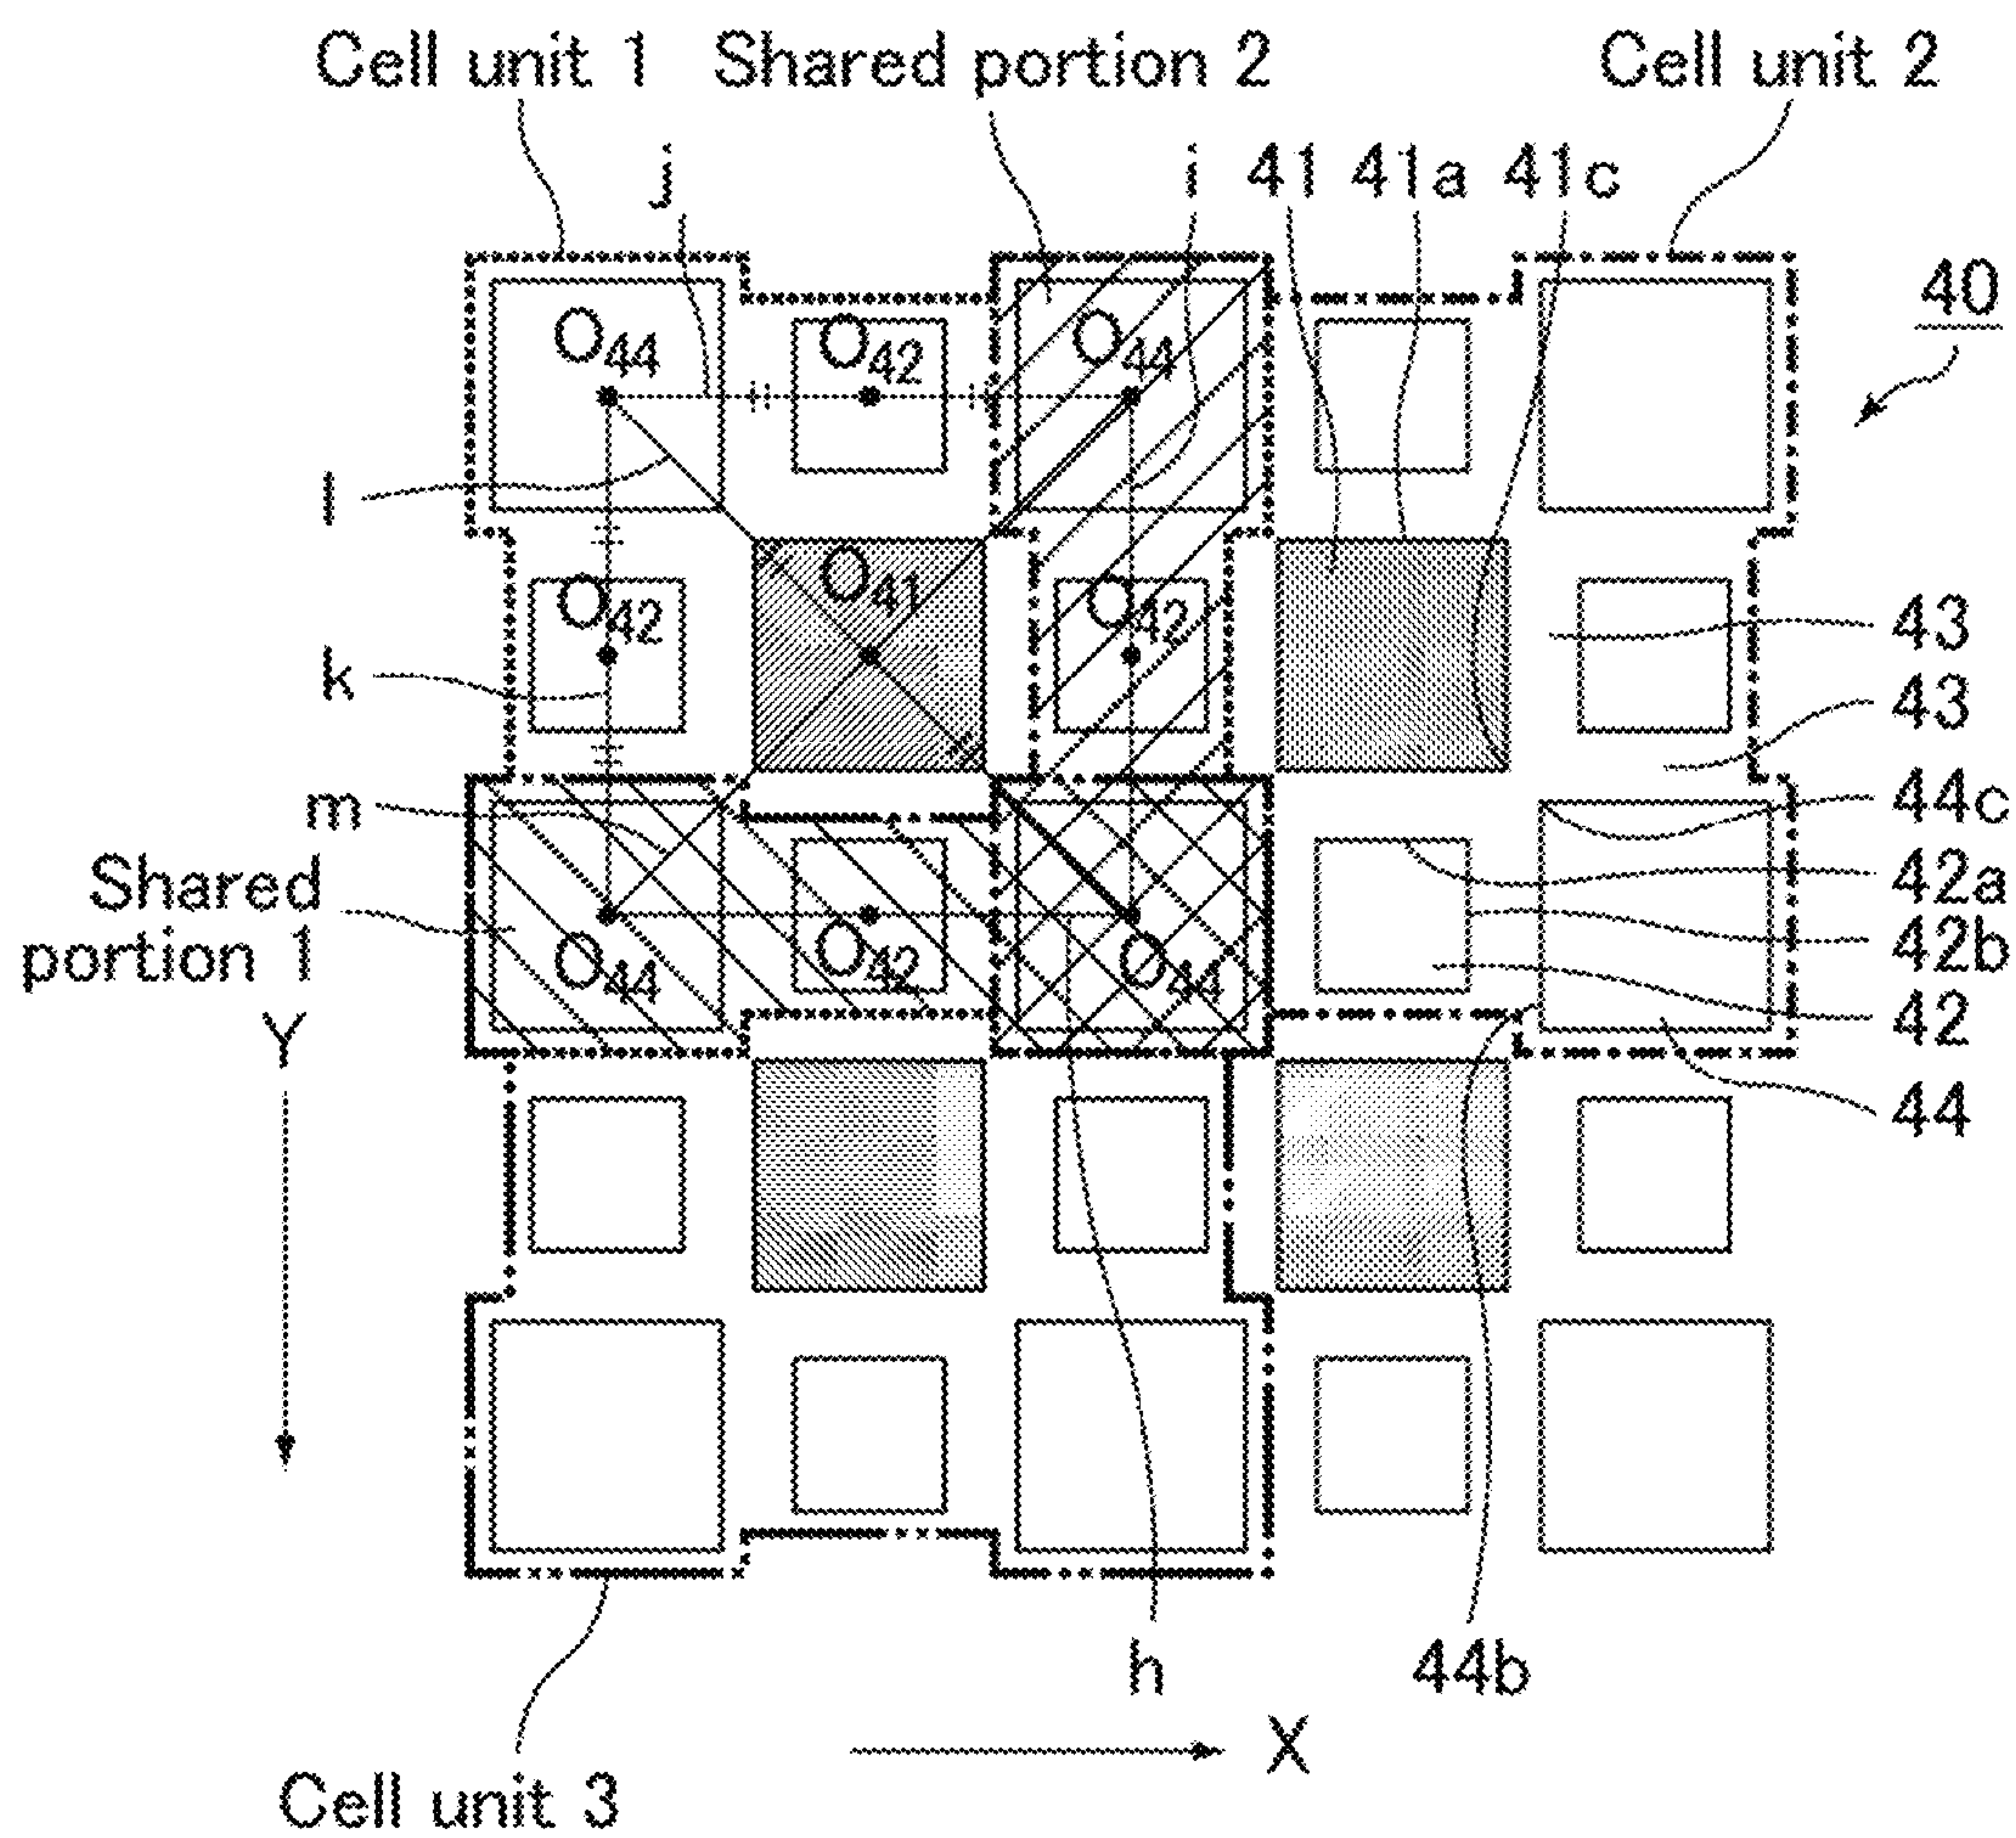 Cell unit 1 Shared portion 2 Cell unit 2
j i 41 41a 41c
40
O44 O42 O44
l
O42 O41 O42
43
k
43
m
44c
Shared
portion 1
42a
42b
O44 O42 O44
42
Y
44
h 44b
X
Cell unit 3